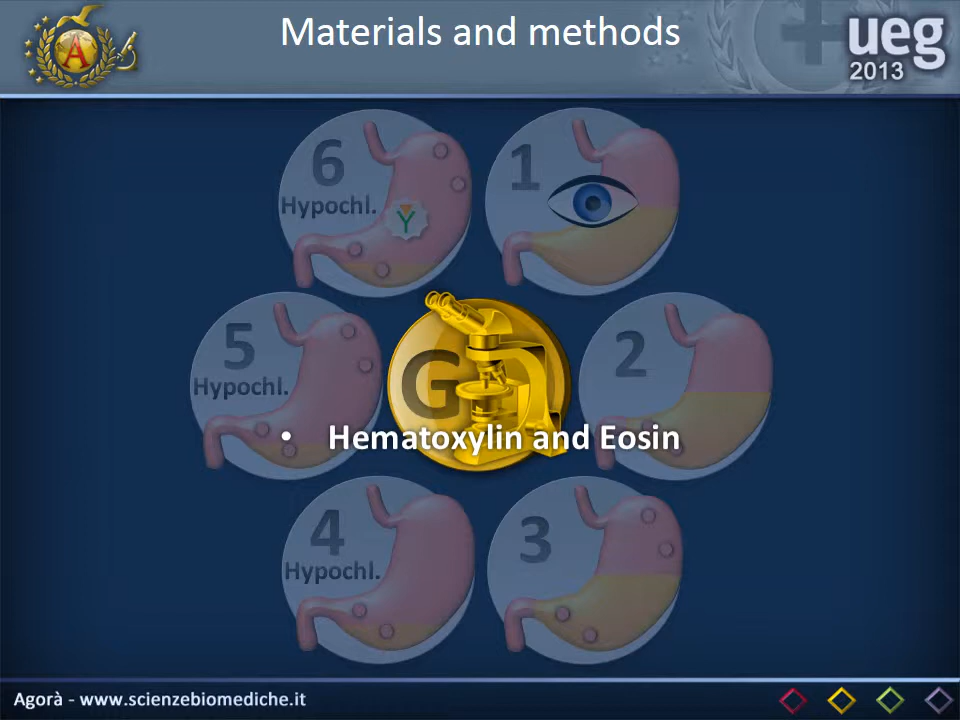 Materials and methods
A
ueg
2013
6
Hypochl.
Y
1
5
Hypochl.
G
2
• Hematoxylin and Eosin
4
Hypochl.
3
Agorà - www.scienzebiomediche.it